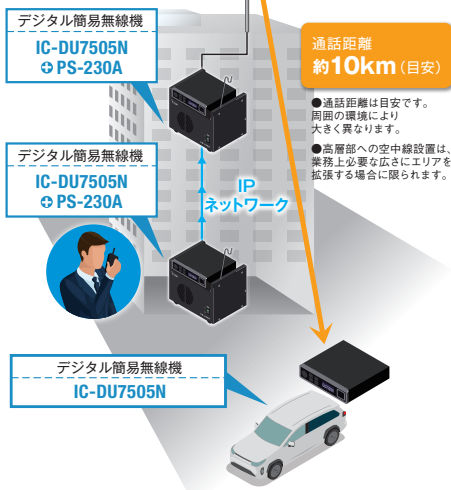 デジタル簡易無線機
IC-DU7505N
+PS-230A
通話距離
約10km（目安）
●通話距離は目安です。
周囲の環境により
大きく異なります。
●高層部への空中線設置は、
業務上必要な広さにエリアを
拡張する場合に限られます。
デジタル簡易無線機
IC-DU7505N
+PS-230A
IP
ネットワーク
デジタル簡易無線機
IC-DU7505N